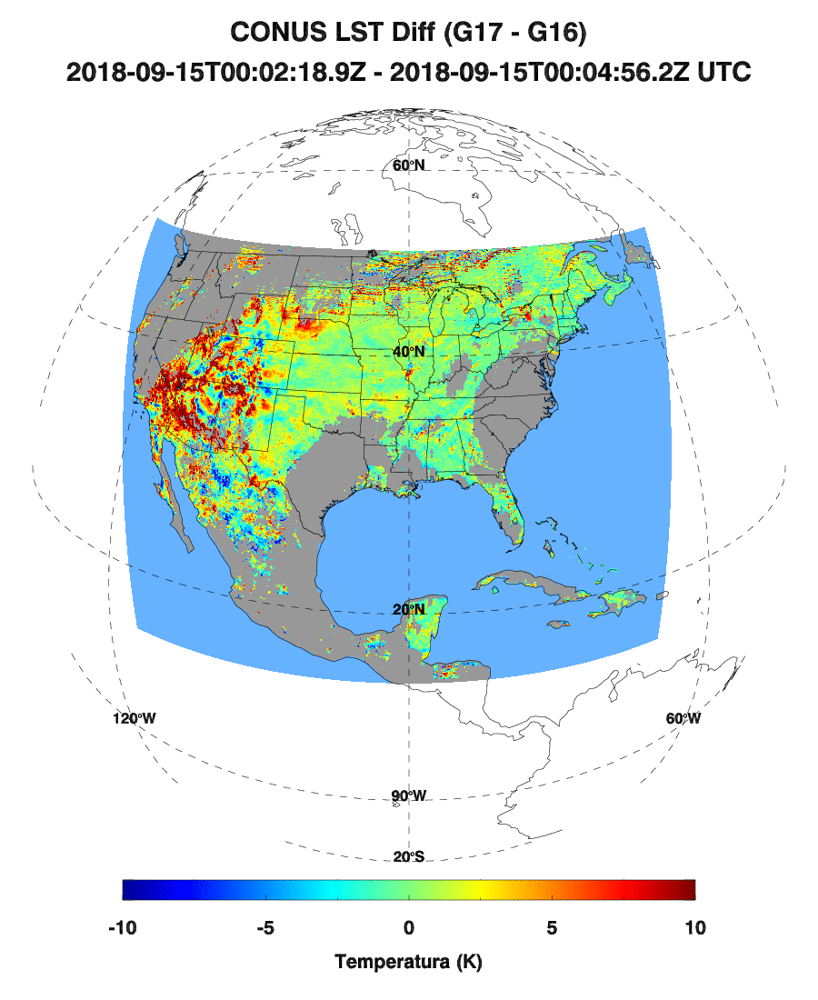 CONUS LST Diff (G17 - G16)
2018-09-15T00:02:18.9Z - 2018-09-15T00:04:56.2Z UTC
60°N
40°N
20°N
120°W
60°W
90°W
20°S
-10 -5 0 5 10
Temperatura (K)